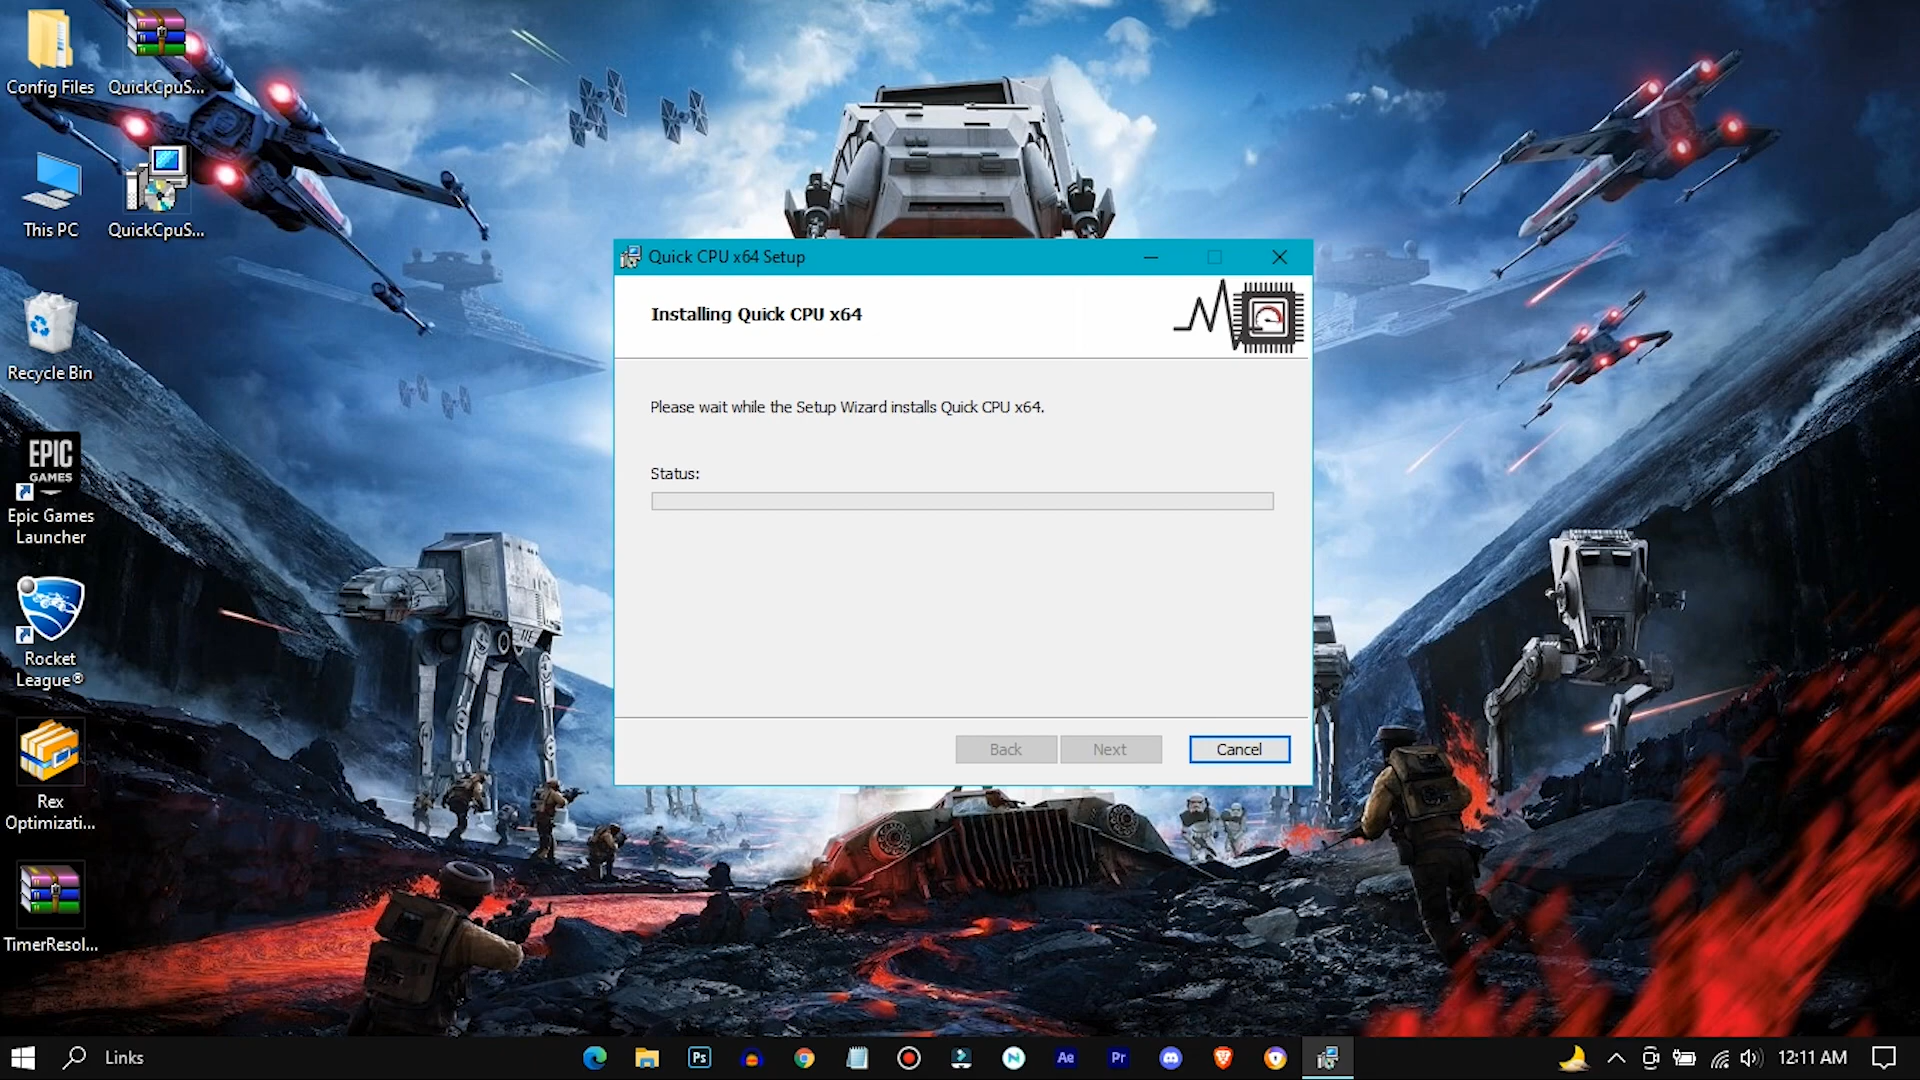 Config Files
QuickCpuS...
This PC
QuickCpuS...
Recycle Bin
EPIC
GAMES
Epic Games
Launcher
Rocket
League®
Rex
Optimizati...
TimerResol...
Quick CPU x64 Setup
Installing Quick CPU x64
Please wait while the Setup Wizard installs Quick CPU x64.
Status:
Back
Next
Cancel
Links
Ps
N
Ae
Pr
12:11 AM